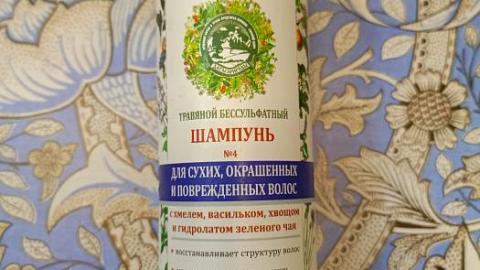 ТРАВЯНОЙ БЕССУЛЬФАТНЫЙ
ШАМПУНЬ
№4
ДЛЯ СУХИХ, ОКРАШЕННЫХ
И ПОВРЕЖДЕННЫХ ВОЛОС
с хмелем, васильком, хвощом
и гидролатом зеленого чая
• восстанавливает структуру волос